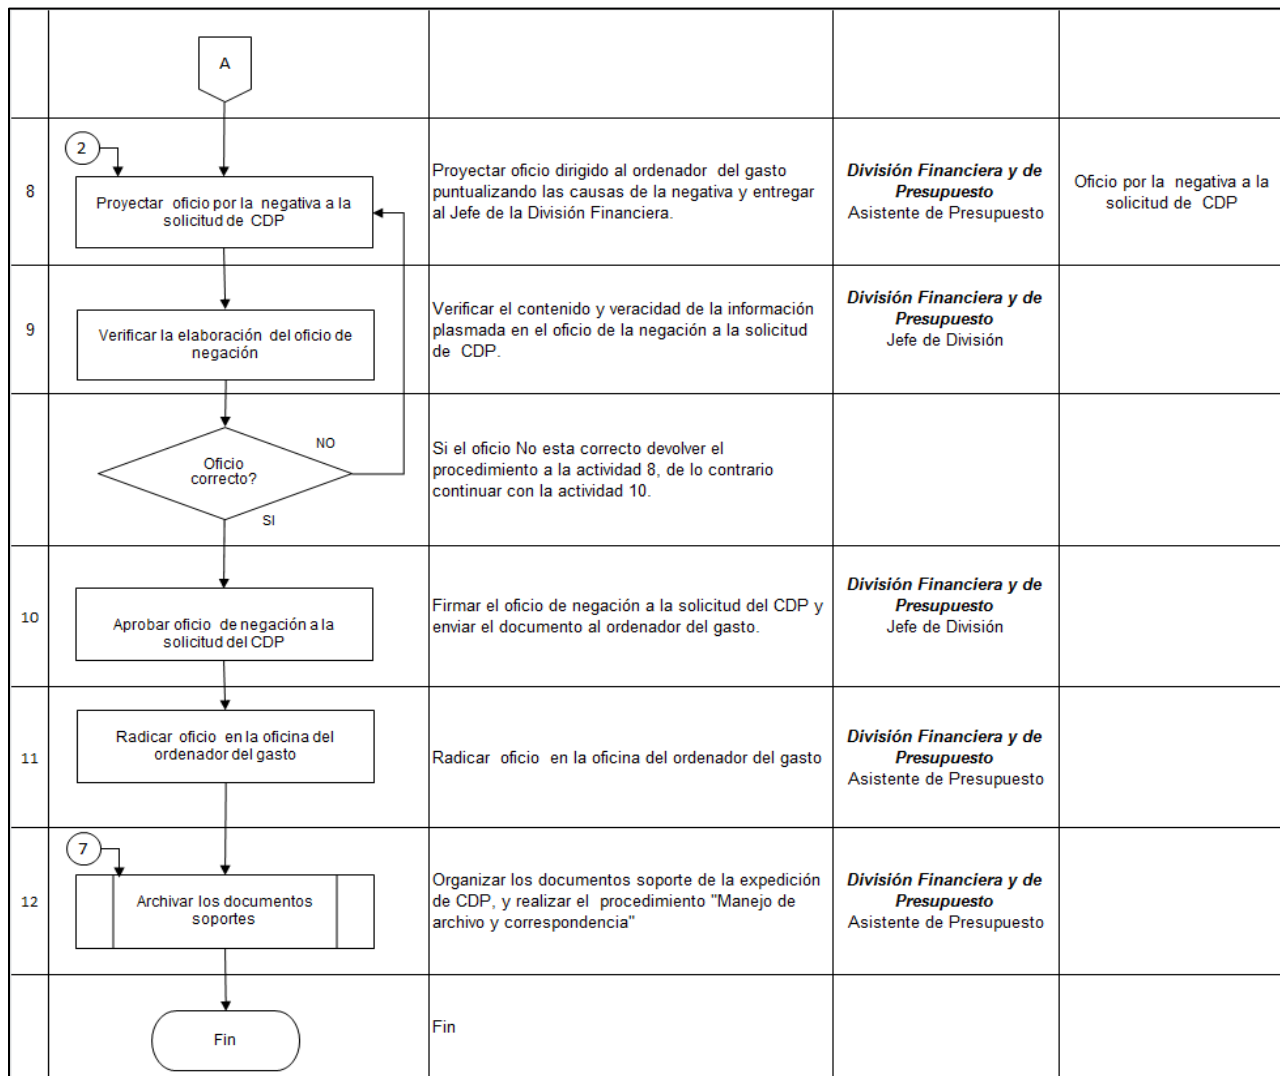 A
8
2
Proyectar oficio por la negativa a la
solicitud de CDP
Proyectar oficio dirigido al ordenador del gasto
puntualizando las causas de la negativa y entregar
al Jefe de la División Financiera.
División Financiera y de
Presupuesto
Asistente de Presupuesto
Oficio por la negativa a la
solicitud de CDP
9
Verificar la elaboración del oficio de
negación
Verificar el contenido y veracidad de la información
plasmada en el oficio de la negación a la solicitud
de CDP.
División Financiera y de
Presupuesto
Jefe de División
Oficio
correcto?
NO
SI
Si el oficio No esta correcto devolver el
procedimiento a la actividad 8, de lo contrario
continuar con la actividad 10.
10
Aprobar oficio de negación a la
solicitud del CDP
Firmar el oficio de negación a la solicitud del CDP y
enviar el documento al ordenador del gasto.
División Financiera y de
Presupuesto
Jefe de División
11
Radicar oficio en la oficina del
ordenador del gasto
Radicar oficio en la oficina del ordenador del gasto
División Financiera y de
Presupuesto
Asistente de Presupuesto
12
7
Archivar los documentos
soportes
Organizar los documentos soporte de la expedición
de CDP, y realizar el procedimiento "Manejo de
archivo y correspondencia"
División Financiera y de
Presupuesto
Asistente de Presupuesto
Fin
Fin